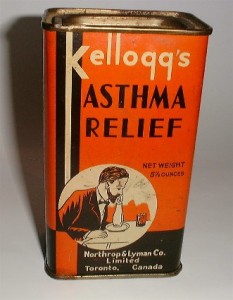 Kellogg's
ASTHMA
RELIEF
NET WEIGHT
OUNCES
Northrop & Lyman Co.
Limited
Toronto, Canada